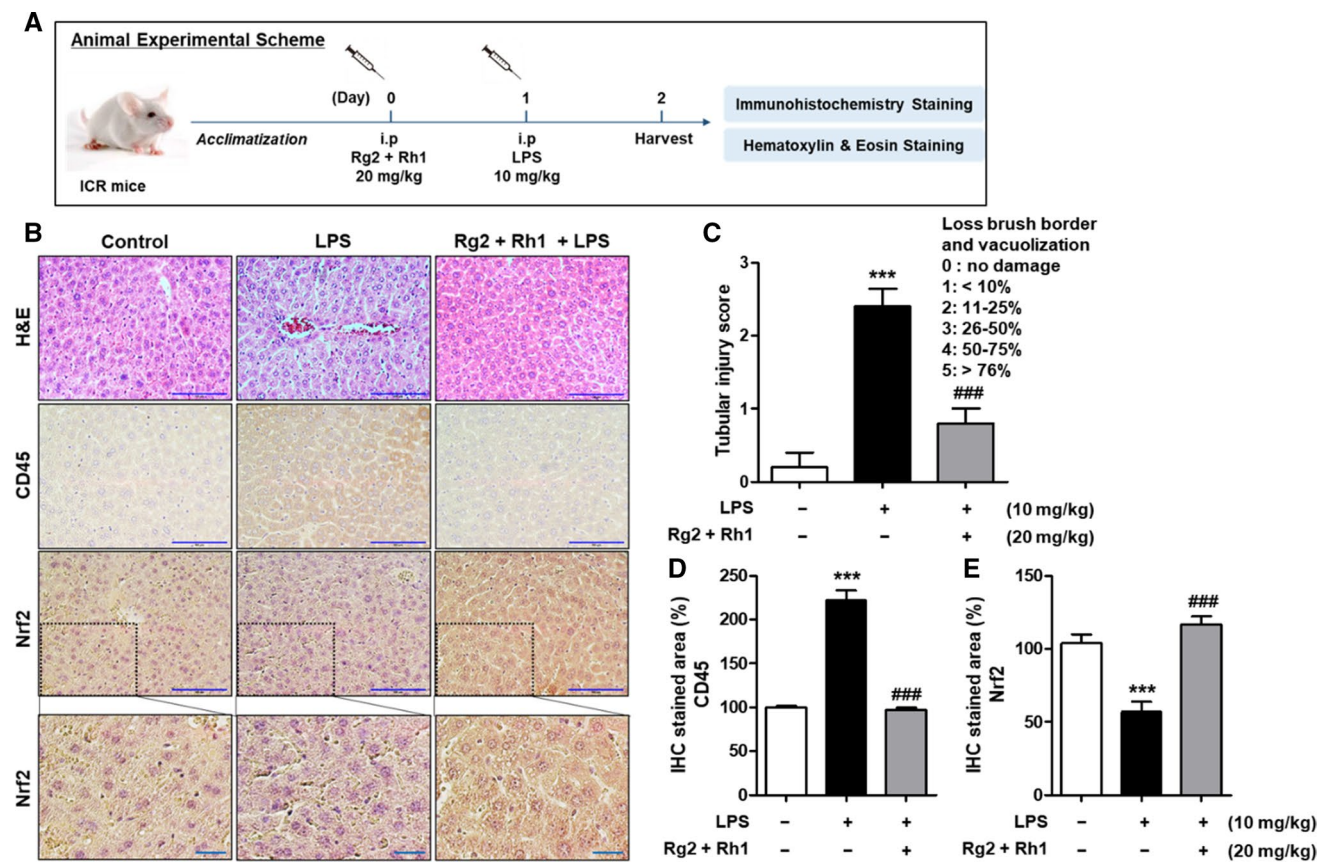 A
Animal Experimental Scheme
(Day) 0 1 2
Acclimatization i.p i.p Harvest
Rg2 + Rh1 LPS
20 mg/kg 10 mg/kg
ICR mice
Immunohistochemistry Staining
Hematoxylin & Eosin Staining
B
Control LPS Rg2 + Rh1 + LPS
H&E
CD45
Nrf2
Nrf2
C
Loss brush border
and vacuolization
0 : no damage
1: < 10%
2: 11-25%
3: 26-50%
4: 50-75%
5: > 76%
Tubular injury score
3
2
1
0
***
###
LPS − + + (10 mg/kg)
Rg2 + Rh1 − − + (20 mg/kg)
D
IHC stained area (%)
CD45
250
200
150
100
50
0
***
###
LPS − + +
Rg2 + Rh1 − − +
E
IHC stained area (%)
Nrf2
150
100
50
0
***
###
− + + (10 mg/kg)
− − + (20 mg/kg)